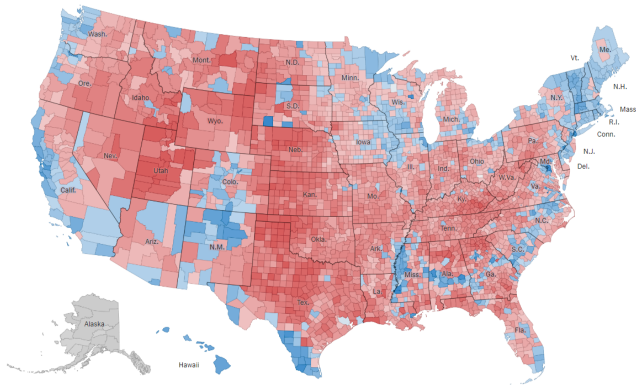 Wash.
Mont.
N.D.
Minn.
Vt.
Me.
Ore.
Idaho
S.D.
Wis.
N.Y.
N.H.
Wyo.
Mich.
Mass
R.I.
Conn.
Iowa
Pa.
N.J.
Ne.
Neb.
Ohio
Md.
Del.
Utah
Colo.
Ill.
Ind.
W.Va.
Va.
Calif.
Kan.
Mo.
Ky.
N.C.
Tenn.
Ariz.
N.M.
Okla.
Ark.
S.C.
Miss.
Ala.
Ga.
Tex.
La.
Alaska
Fla.
Hawaii